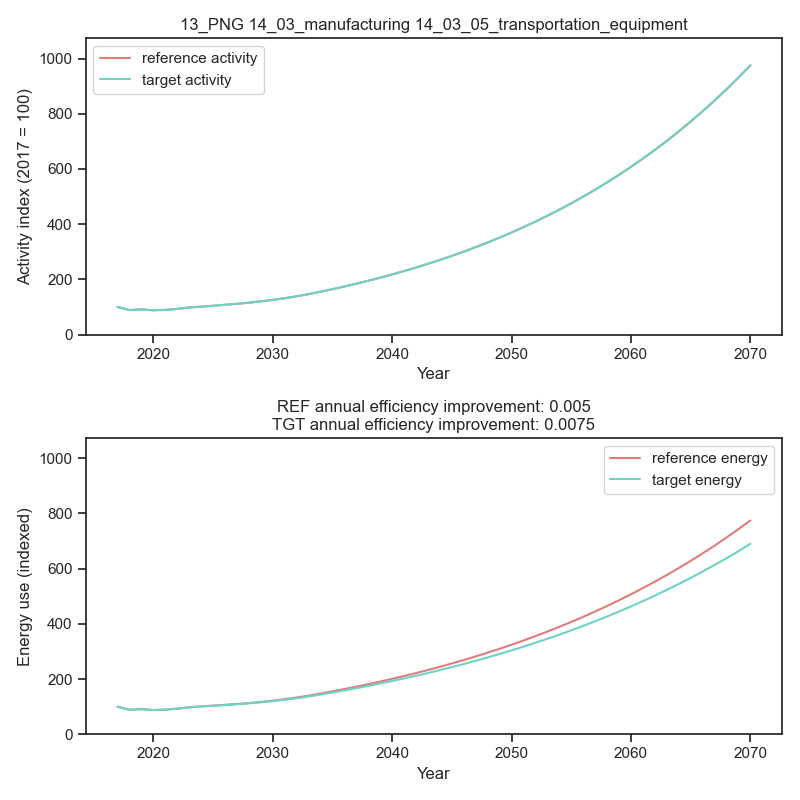 13_PNG 14_03_manufacturing 14_03_05_transportation_equipment
reference activity
target activity
Activity index (2017 = 100)
1000
800
600
400
200
0
2020 2030 2040 2050 2060 2070
Year
REF annual efficiency improvement: 0.005
TGT annual efficiency improvement: 0.0075
reference energy
target energy
Energy use (indexed)
1000
800
600
400
200
0
2020 2030 2040 2050 2060 2070
Year